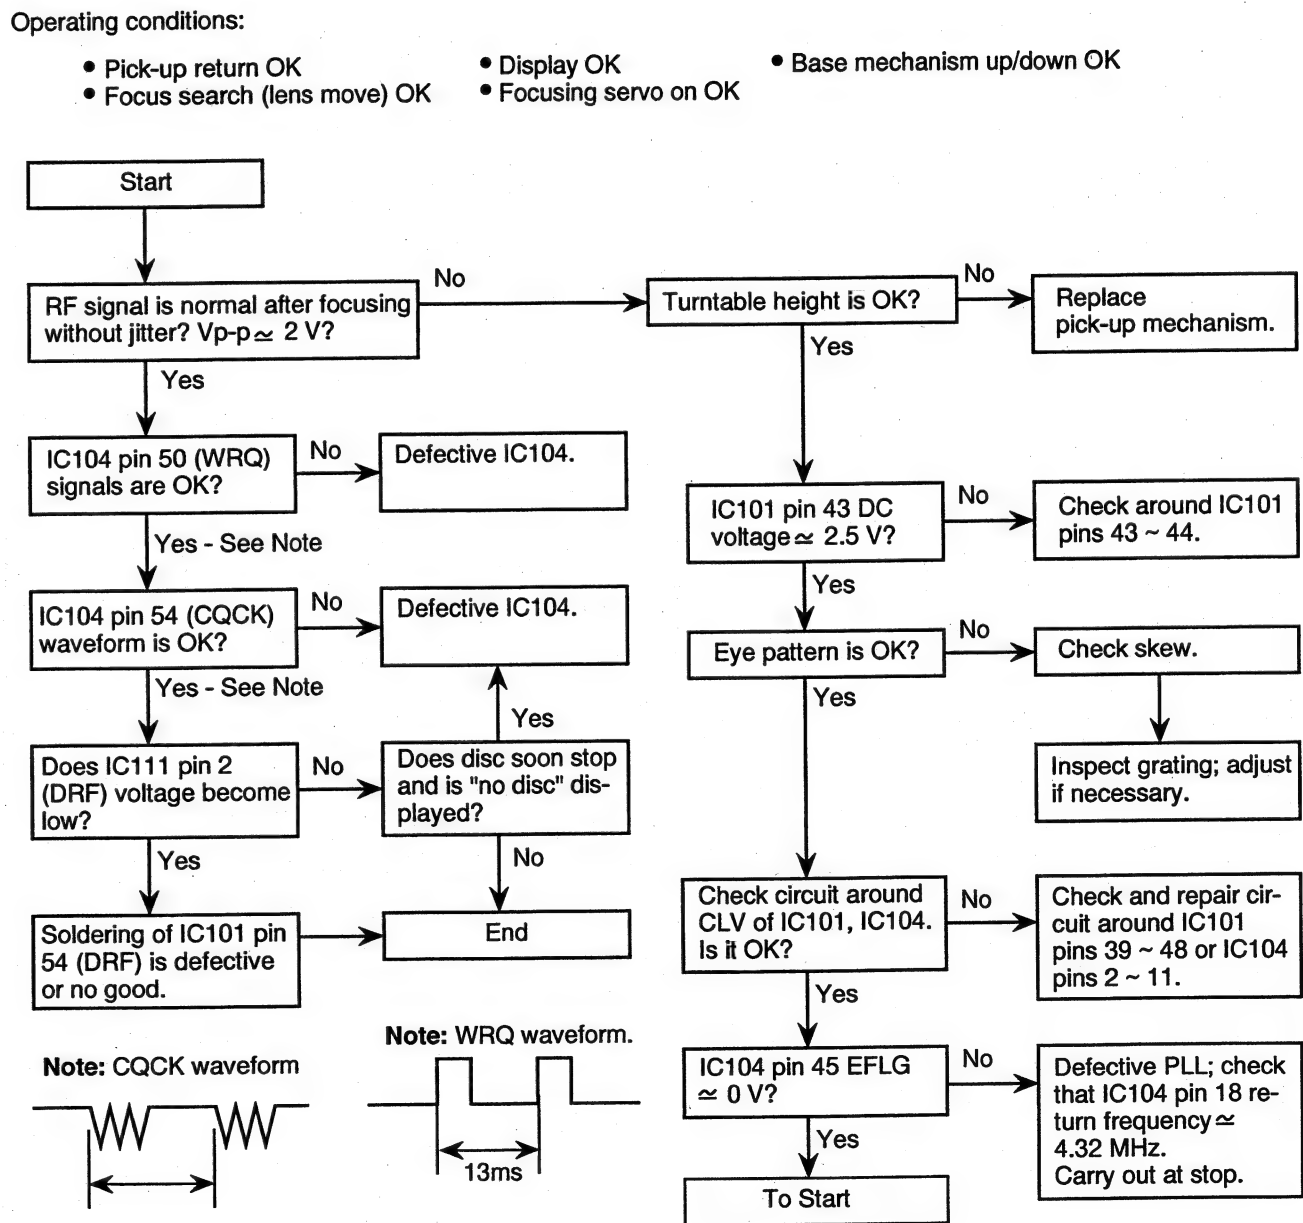 Operating conditions:
• Pick-up return OK
• Focus search (lens move) OK
• Display OK
• Focusing servo on OK
• Base mechanism up/down OK
Start
RF signal is normal after focusing
without jitter? Vp-p ≃ 2 V?
No
Yes
Turntable height is OK?
No
Yes
Replace
pick-up mechanism.
IC104 pin 50 (WRQ)
signals are OK?
No
Defective IC104.
Yes - See Note
IC104 pin 54 (CQCK)
waveform is OK?
No
Defective IC104.
Yes - See Note
Does IC111 pin 2
(DRF) voltage become
low?
No
Yes
Does disc soon stop
and is "no disc" dis-
played?
Yes
No
Soldering of IC101 pin
54 (DRF) is defective
or no good.
End
IC101 pin 43 DC
voltage ≃ 2.5 V?
No
Check around IC101
pins 43 ~ 44.
Yes
Eye pattern is OK?
No
Check skew.
Yes
Inspect grating; adjust
if necessary.
Check circuit around
CLV of IC101, IC104.
Is it OK?
No
Check and repair cir-
cuit around IC101
pins 39 ~ 48 or IC104
pins 2 ~ 11.
Yes
IC104 pin 45 EFLG
≃ 0 V?
No
Defective PLL; check
that IC104 pin 18 re-
turn frequency ≃
4.32 MHz.
Carry out at stop.
Yes
To Start
Note: CQCK waveform
Note: WRQ waveform.
13ms